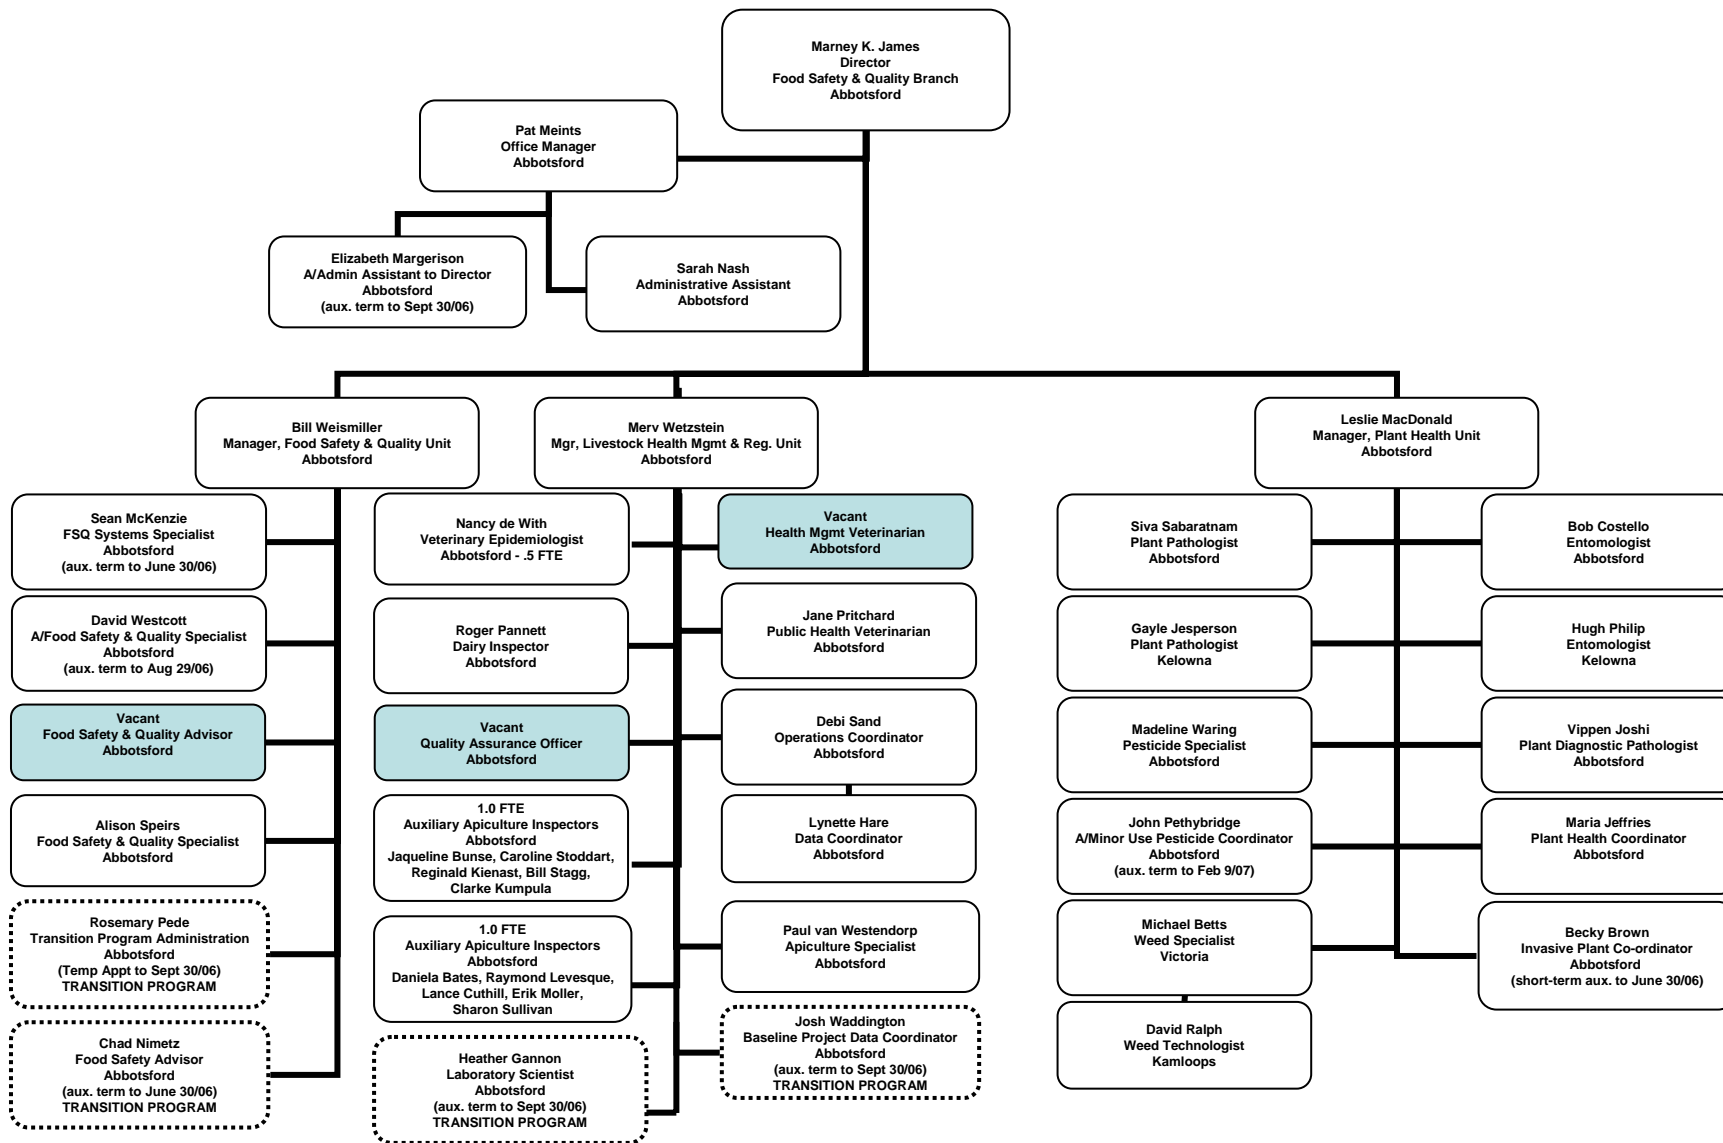 Marney K. James
Director
Food Safety & Quality Branch
Abbotsford
Pat Meints
Office Manager
Abbotsford
Elizabeth Margerison
A/Admin Assistant to Director
Abbotsford
(aux. term to Sept 30/06)
Sarah Nash
Administrative Assistant
Abbotsford
Bill Weismiller
Manager, Food Safety & Quality Unit
Abbotsford
Merv Wetzstein
Mgr, Livestock Health Mgmt & Reg. Unit
Abbotsford
Leslie MacDonald
Manager, Plant Health Unit
Abbotsford
Sean McKenzie
FSQ Systems Specialist
Abbotsford
(aux. term to June 30/06)
David Westcott
A/Food Safety & Quality Specialist
Abbotsford
(aux. term to Aug 29/06)
Vacant
Food Safety & Quality Advisor
Abbotsford
Alison Speirs
Food Safety & Quality Specialist
Abbotsford
Rosemary Pede
Transition Program Administration
Abbotsford
(Temp Appt to Sept 30/06)
TRANSITION PROGRAM
Chad Nimetz
Food Safety Advisor
Abbotsford
(aux. term to June 30/06)
TRANSITION PROGRAM
Nancy de With
Veterinary Epidemiologist
Abbotsford - .5 FTE
Roger Pannett
Dairy Inspector
Abbotsford
Vacant
Quality Assurance Officer
Abbotsford
1.0 FTE
Auxiliary Apiculture Inspectors
Abbotsford
Jaqueline Bunse, Caroline Stoddart,
Reginald Kienast, Bill Stagg,
Clarke Kumpula
1.0 FTE
Auxiliary Apiculture Inspectors
Abbotsford
Daniela Bates, Raymond Levesque,
Lance Cuthill, Erik Moller,
Sharon Sullivan
Heather Gannon
Laboratory Scientist
Abbotsford
(aux. term to Sept 30/06)
TRANSITION PROGRAM
Vacant
Health Mgmt Veterinarian
Abbotsford
Jane Pritchard
Public Health Veterinarian
Abbotsford
Debi Sand
Operations Coordinator
Abbotsford
Lynette Hare
Data Coordinator
Abbotsford
Paul van Westendorp
Apiculture Specialist
Abbotsford
Josh Waddington
Baseline Project Data Coordinator
Abbotsford
(aux. term to Sept 30/06)
TRANSITION PROGRAM
Siva Sabaratnam
Plant Pathologist
Abbotsford
Gayle Jesperson
Plant Pathologist
Kelowna
Madeline Waring
Pesticide Specialist
Abbotsford
John Pethybridge
A/Minor Use Pesticide Coordinator
Abbotsford
(aux. term to Feb 9/07)
Michael Betts
Weed Specialist
Victoria
David Ralph
Weed Technologist
Kamloops
Bob Costello
Entomologist
Abbotsford
Hugh Philip
Entomologist
Kelowna
Vippen Joshi
Plant Diagnostic Pathologist
Abbotsford
Maria Jeffries
Plant Health Coordinator
Abbotsford
Becky Brown
Invasive Plant Co-ordinator
Abbotsford
(short-term aux. to June 30/06)